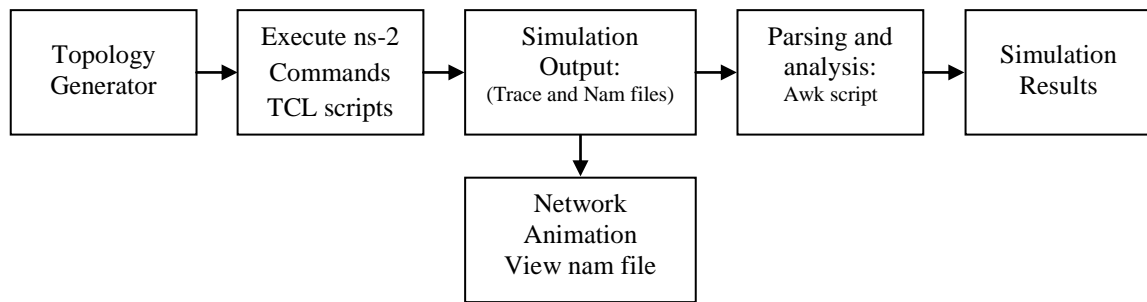 Topology
Generator
Execute ns-2
Commands
TCL scripts
Simulation
Output:
(Trace and Nam files)
Parsing and
analysis:
Awk script
Simulation
Results
Network
Animation
View nam file